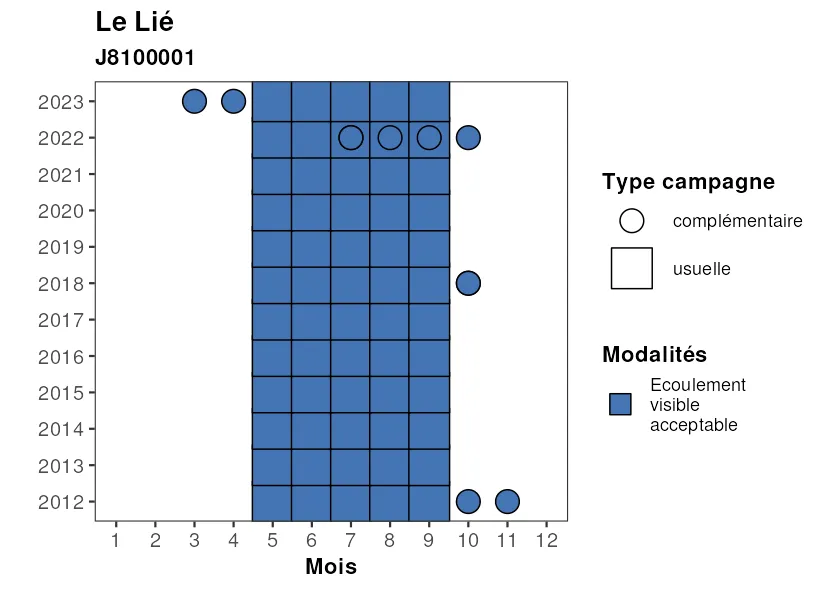 Le Lié
J8100001
2023
2022
2021
2020
2019
2018
2017
2016
2015
2014
2013
2012
1 2 3 4 5 6 7 8 9 10 11 12
Mois
Type campagne
complémentaire
usuelle
Modalités
Ecoulement
visible
acceptable